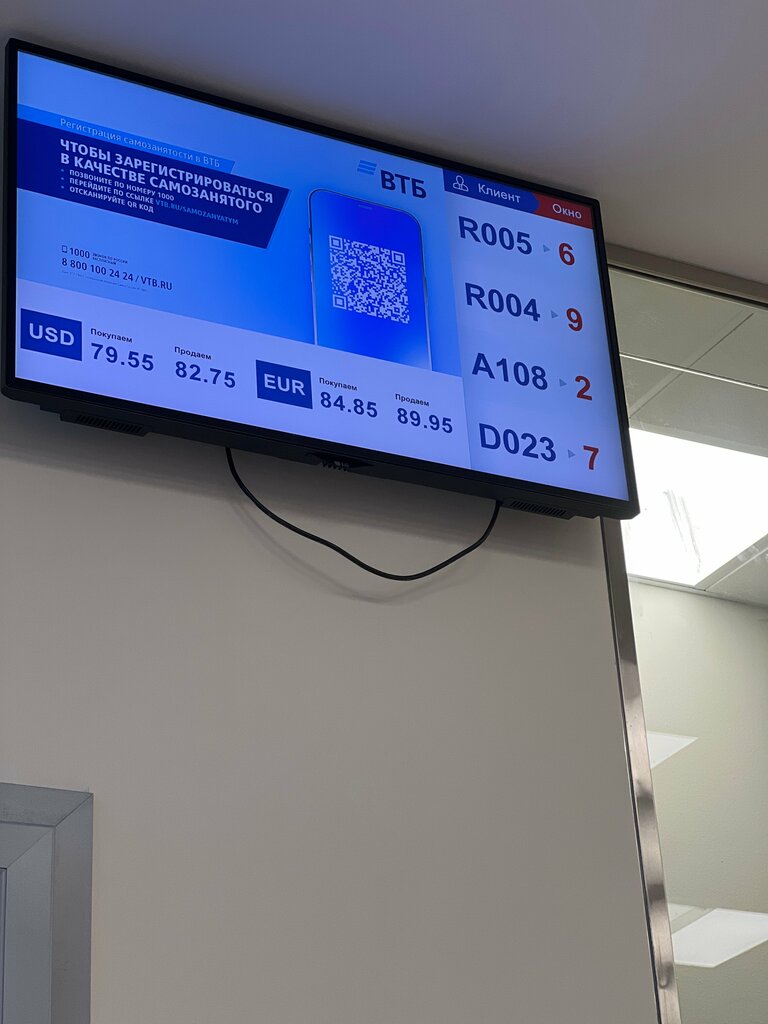 Регистрация самозанятости в ВТБ
ЧТОБЫ ЗАРЕГИСТРИРОВАТЬСЯ
В КАЧЕСТВЕ САМОЗАНЯТОГО
• ПОЗВОНИТЕ ПО НОМЕРУ 1000
• ПЕРЕЙДИТЕ ПО ССЫЛКЕ VTB.RU/SAMOZANYATYM
• ОТСКАНИРУЙТЕ QR КОД
ВТБ
1000
8 800 100 24 24 / VTB.RU
USD
Покупаем
79.55
Продаем
82.75
EUR
Покупаем
84.85
Продаем
89.95
Клиент Окно
R005 6
R004 9
A108 2
D023 7